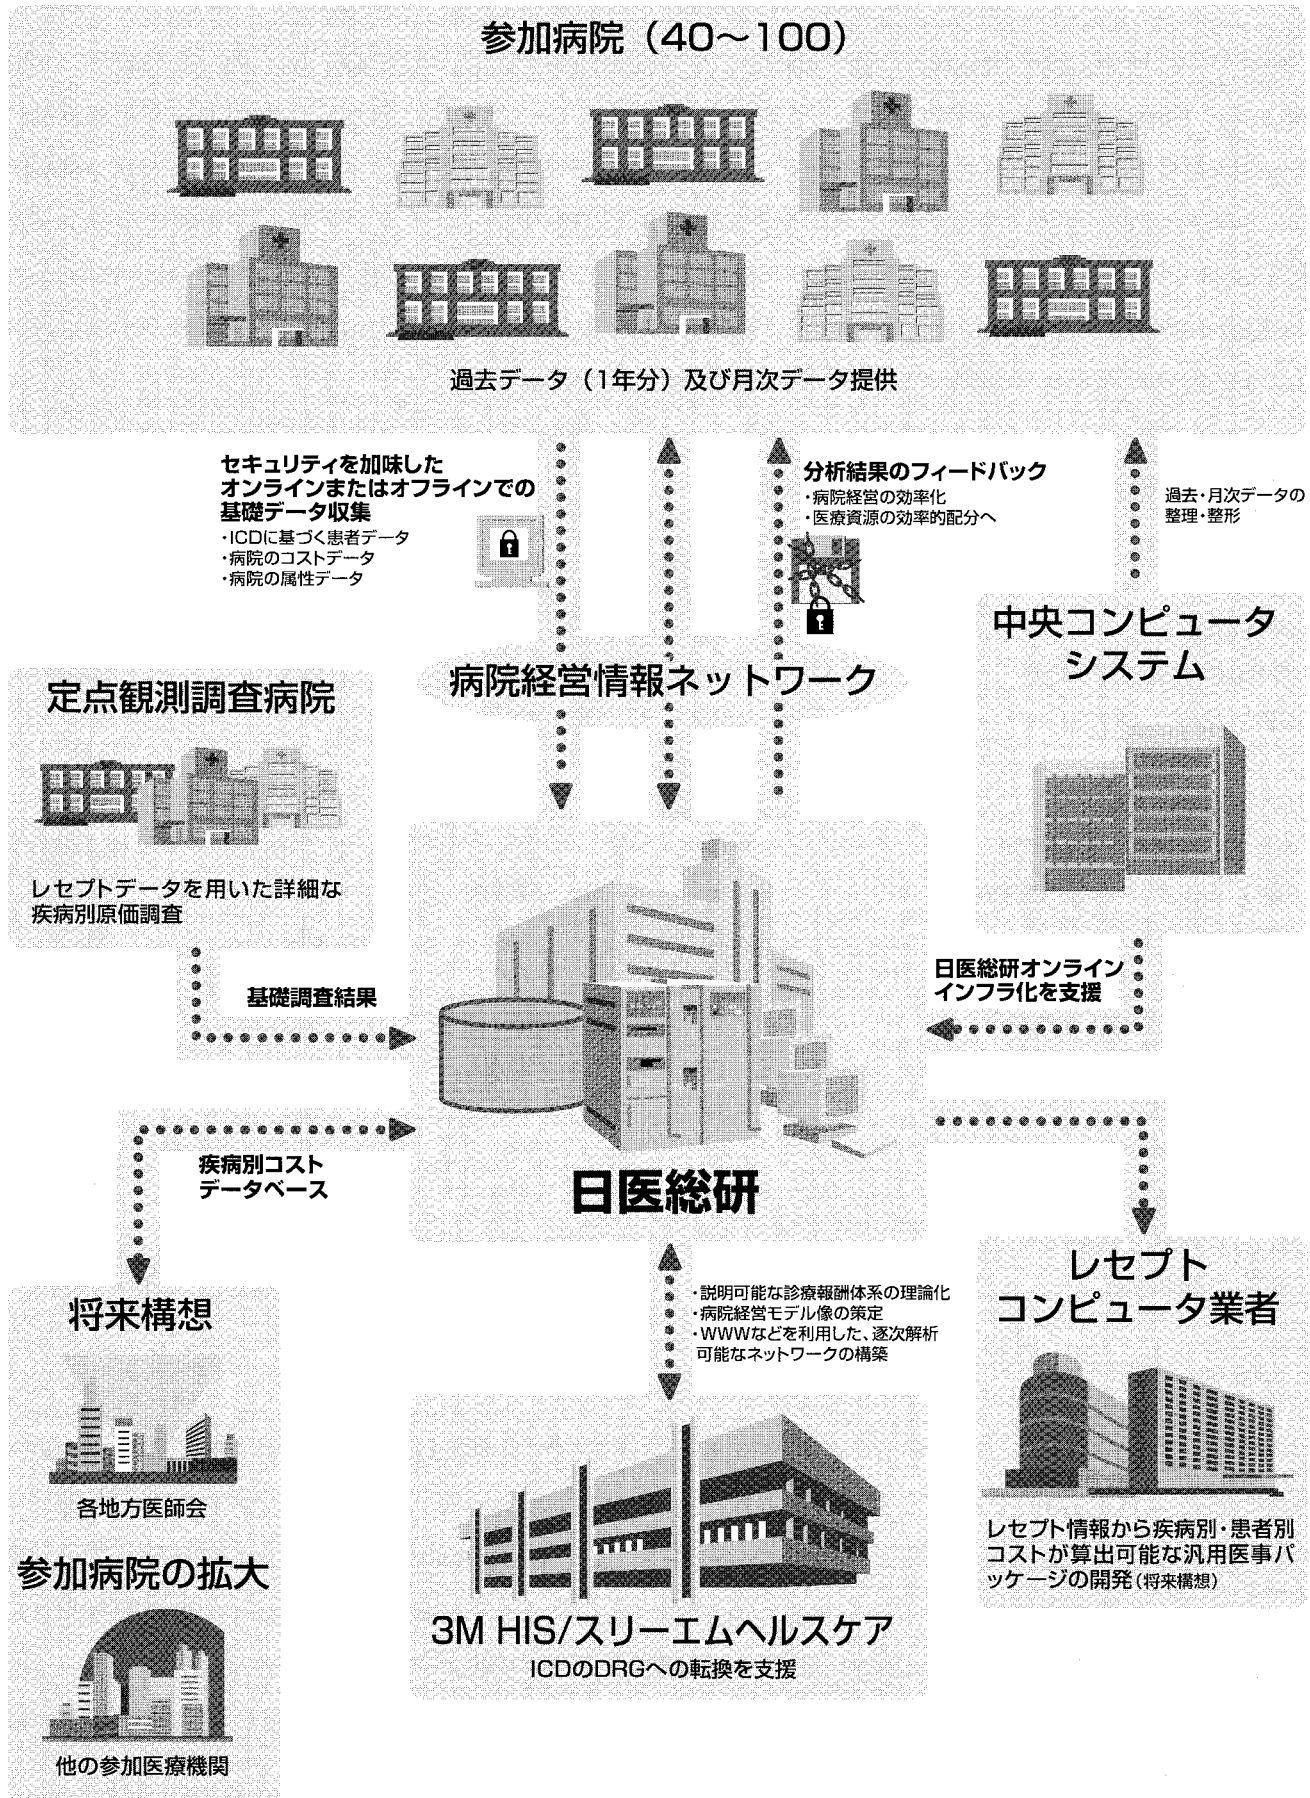 参加病院（40〜100）
過去データ（1年分）及び月次データ提供
セキュリティを加味した
オンラインまたはオフラインでの
基礎データ収集
・ICDに基づく患者データ
・病院のコストデータ
・病院の属性データ
分析結果のフィードバック
・病院経営の効率化
・医療資源の効率的配分へ
過去・月次データの
整理・整形
病院経営情報ネットワーク
中央コンピュータ
システム
定点観測調査病院
レセプトデータを用いた詳細な
疾病別原価調査
基礎調査結果
日医総研オンライン
インフラ化を支援
疾病別コスト
データベース
日医総研
・説明可能な診療報酬体系の理論化
・病院経営モデル像の策定
・WWWなどを利用した、逐次解析
可能なネットワークの構築
将来構想
各地方医師会
参加病院の拡大
他の参加医療機関
3M HIS/スリーエムヘルスケア
ICDのDRGへの転換を支援
レセプト
コンピュータ業者
レセプト情報から疾病別・患者別
コストが算出可能な汎用医事パ
ッケージの開発（将来構想）